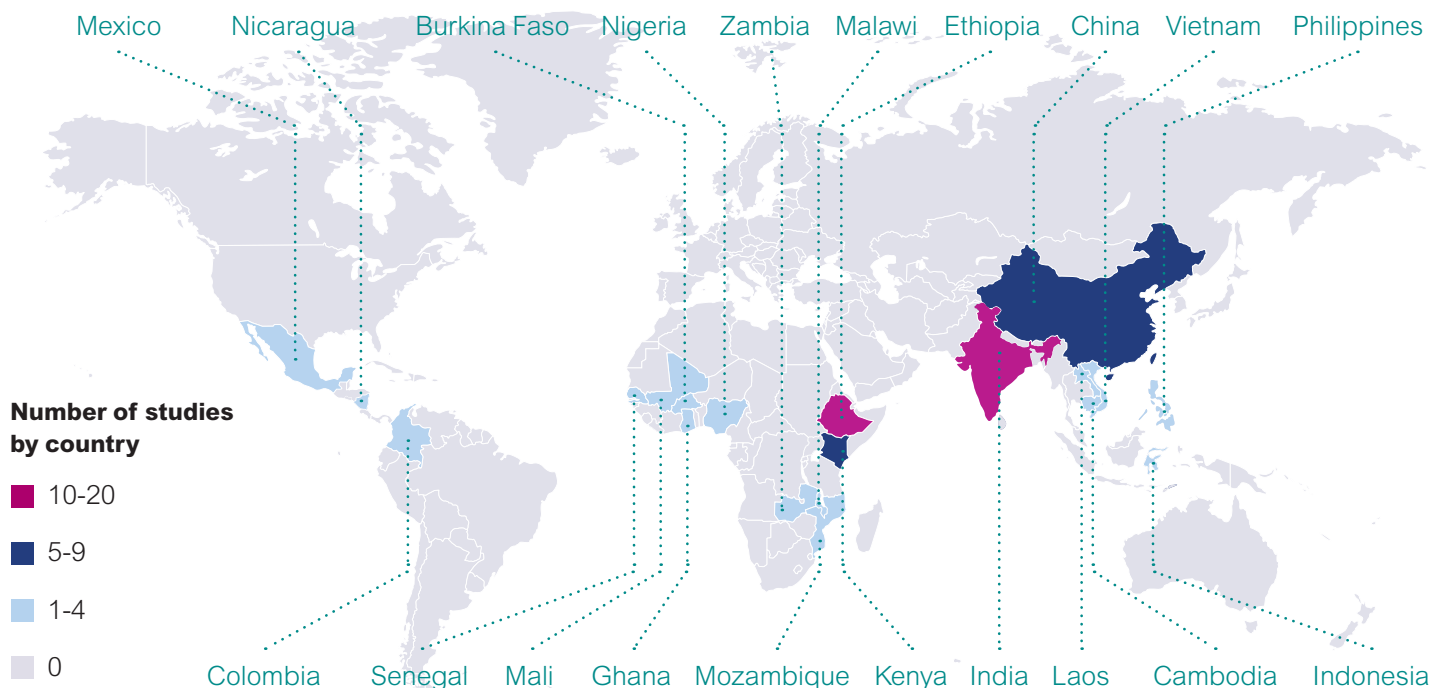 Mexico Nicaragua Burkina Faso Nigeria Zambia Malawi Ethiopia China Vietnam Philippines
Number of studies
by country
10-20
5-9
1-4
0
Colombia Senegal Mali Ghana Mozambique Kenya India Laos Cambodia Indonesia